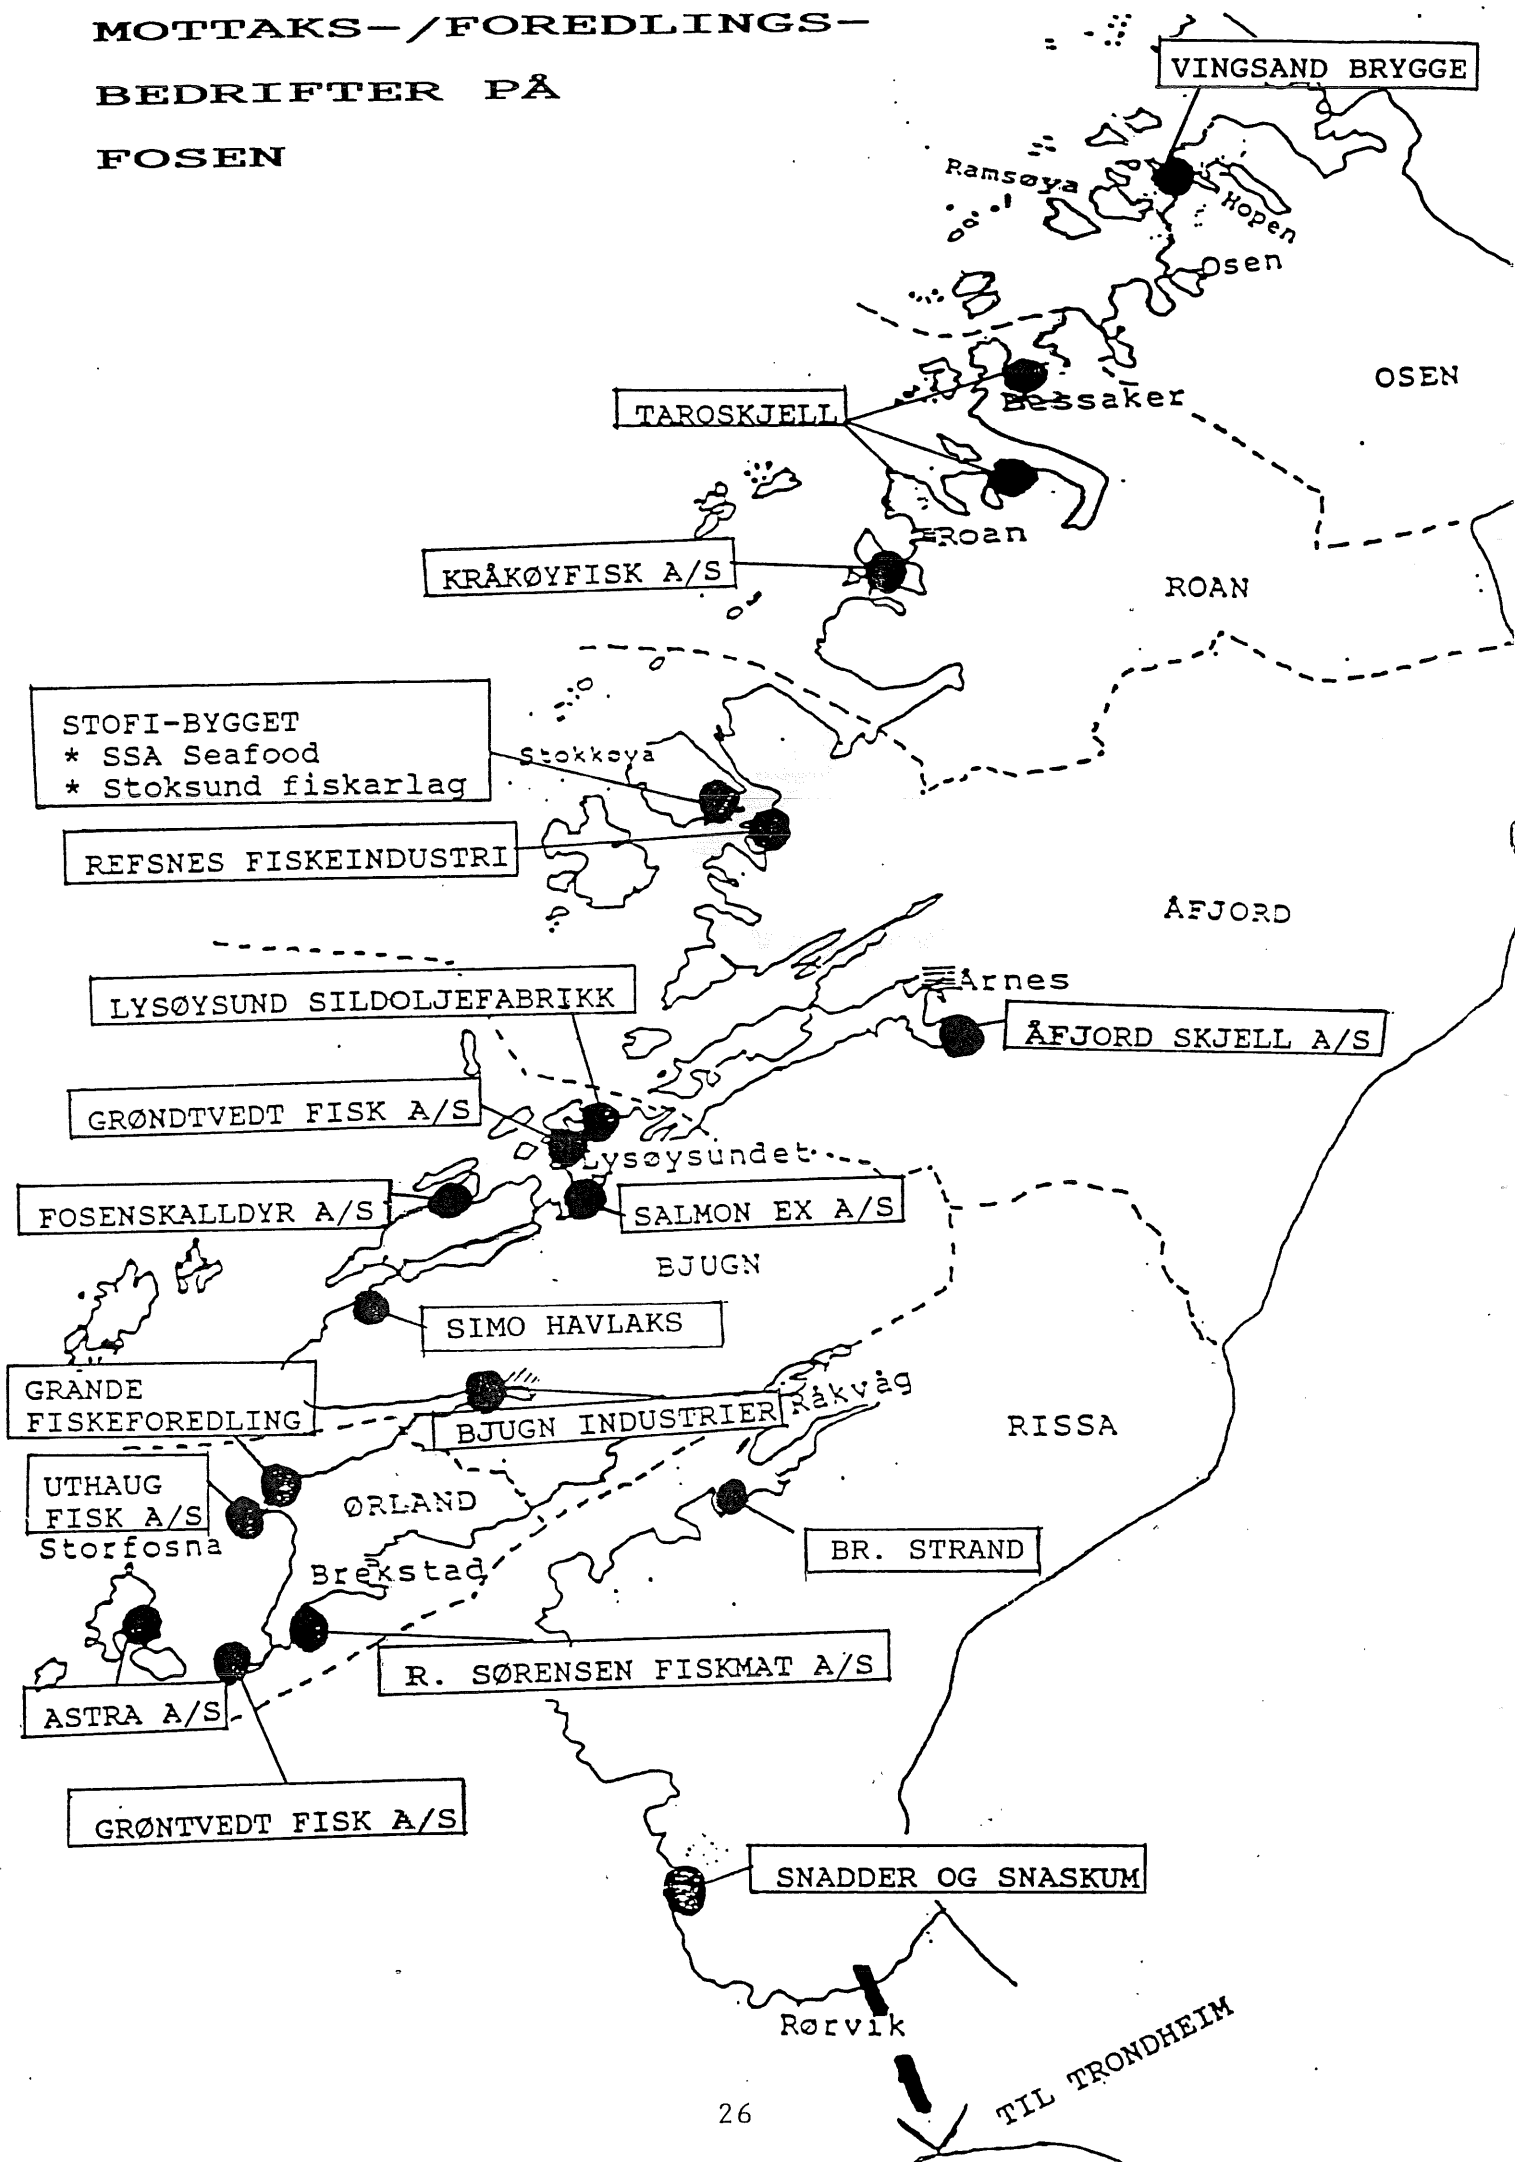 MOTTAKS-/FOREDLINGS-
BEDRIFTER PÅ
FOSEN
VINGSAND BRYGGE
Ramsøya
Hopen
Osen
OSEN
TAROSKJELL
Bessaker
Roan
KRÅKØYFISK A/S
ROAN
STOFI-BYGGET
* SSA Seafood
* Stoksund fiskarlag
Stokkøya
REFSNES FISKEINDUSTRI
ÅFJORD
LYSØYSUND SILDOLJEFABRIKK
Årnes
ÅFJORD SKJELL A/S
GRØNDTVEDT FISK A/S
Lysøysundet
FOSENSKALLDYR A/S
SALMON EX A/S
BJUGN
SIMO HAVLAKS
GRANDE
FISKEFOREDLING
BJUGN INDUSTRIER
Råkvåg
RISSA
UTHAUG
FISK A/S
ØRLAND
Storfosna
BR. STRAND
Brekstad
R. SØRENSEN FISKMAT A/S
ASTRA A/S
GRØNTVEDT FISK A/S
SNADDER OG SNASKUM
Rørvik
TIL TRONDHEIM
26